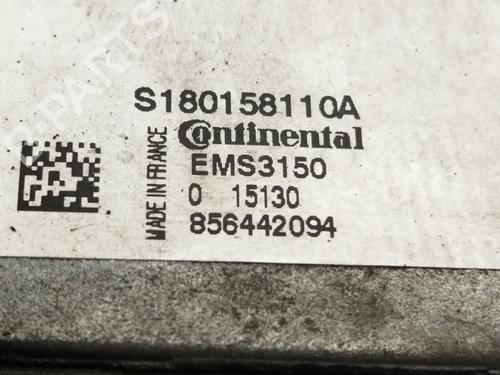 S180158110A
Continental
EMS3150
0 15130
856442094
MADE IN FRANCE